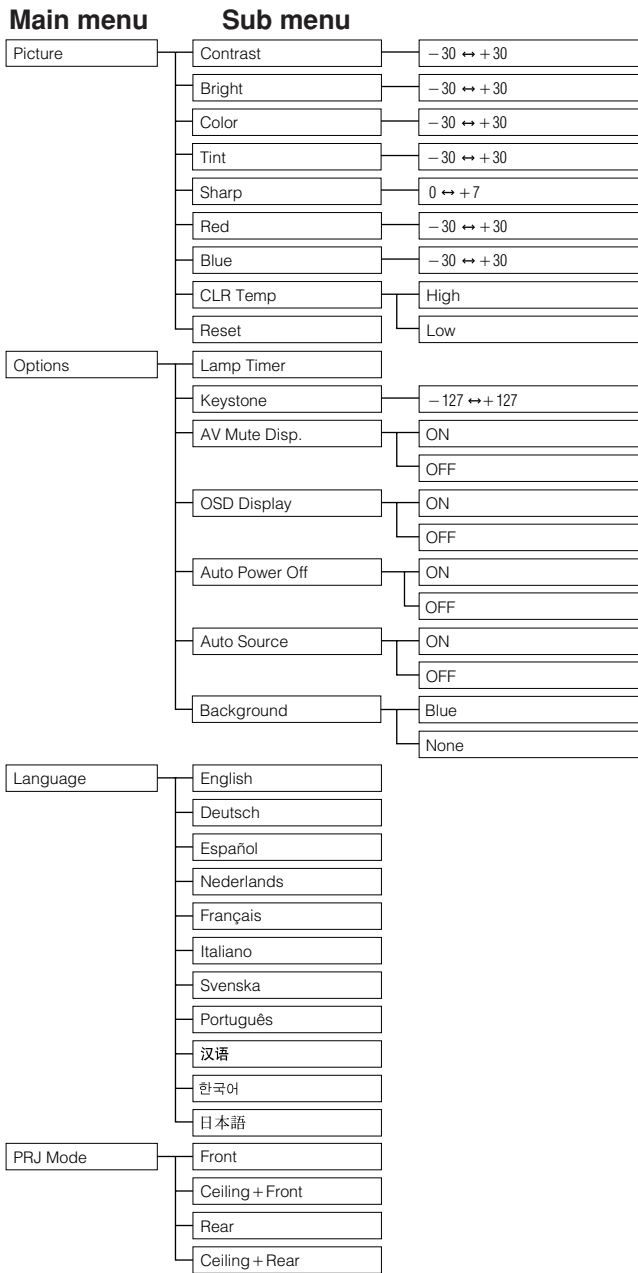 Main menu Sub menu
Picture Contrast −30 ↔ +30
Bright −30 ↔ +30
Color −30 ↔ +30
Tint −30 ↔ +30
Sharp 0 ↔ +7
Red −30 ↔ +30
Blue −30 ↔ +30
CLR Temp High
Reset Low
Options Lamp Timer
Keystone −127 ↔ +127
AV Mute Disp. ON
OFF
OSD Display ON
OFF
Auto Power Off ON
OFF
Auto Source ON
OFF
Background Blue
None
Language English
Deutsch
Español
Nederlands
Français
Italiano
Svenska
Português
汉语
한국어
日本語
PRJ Mode Front
Ceiling+Front
Rear
Ceiling+Rear